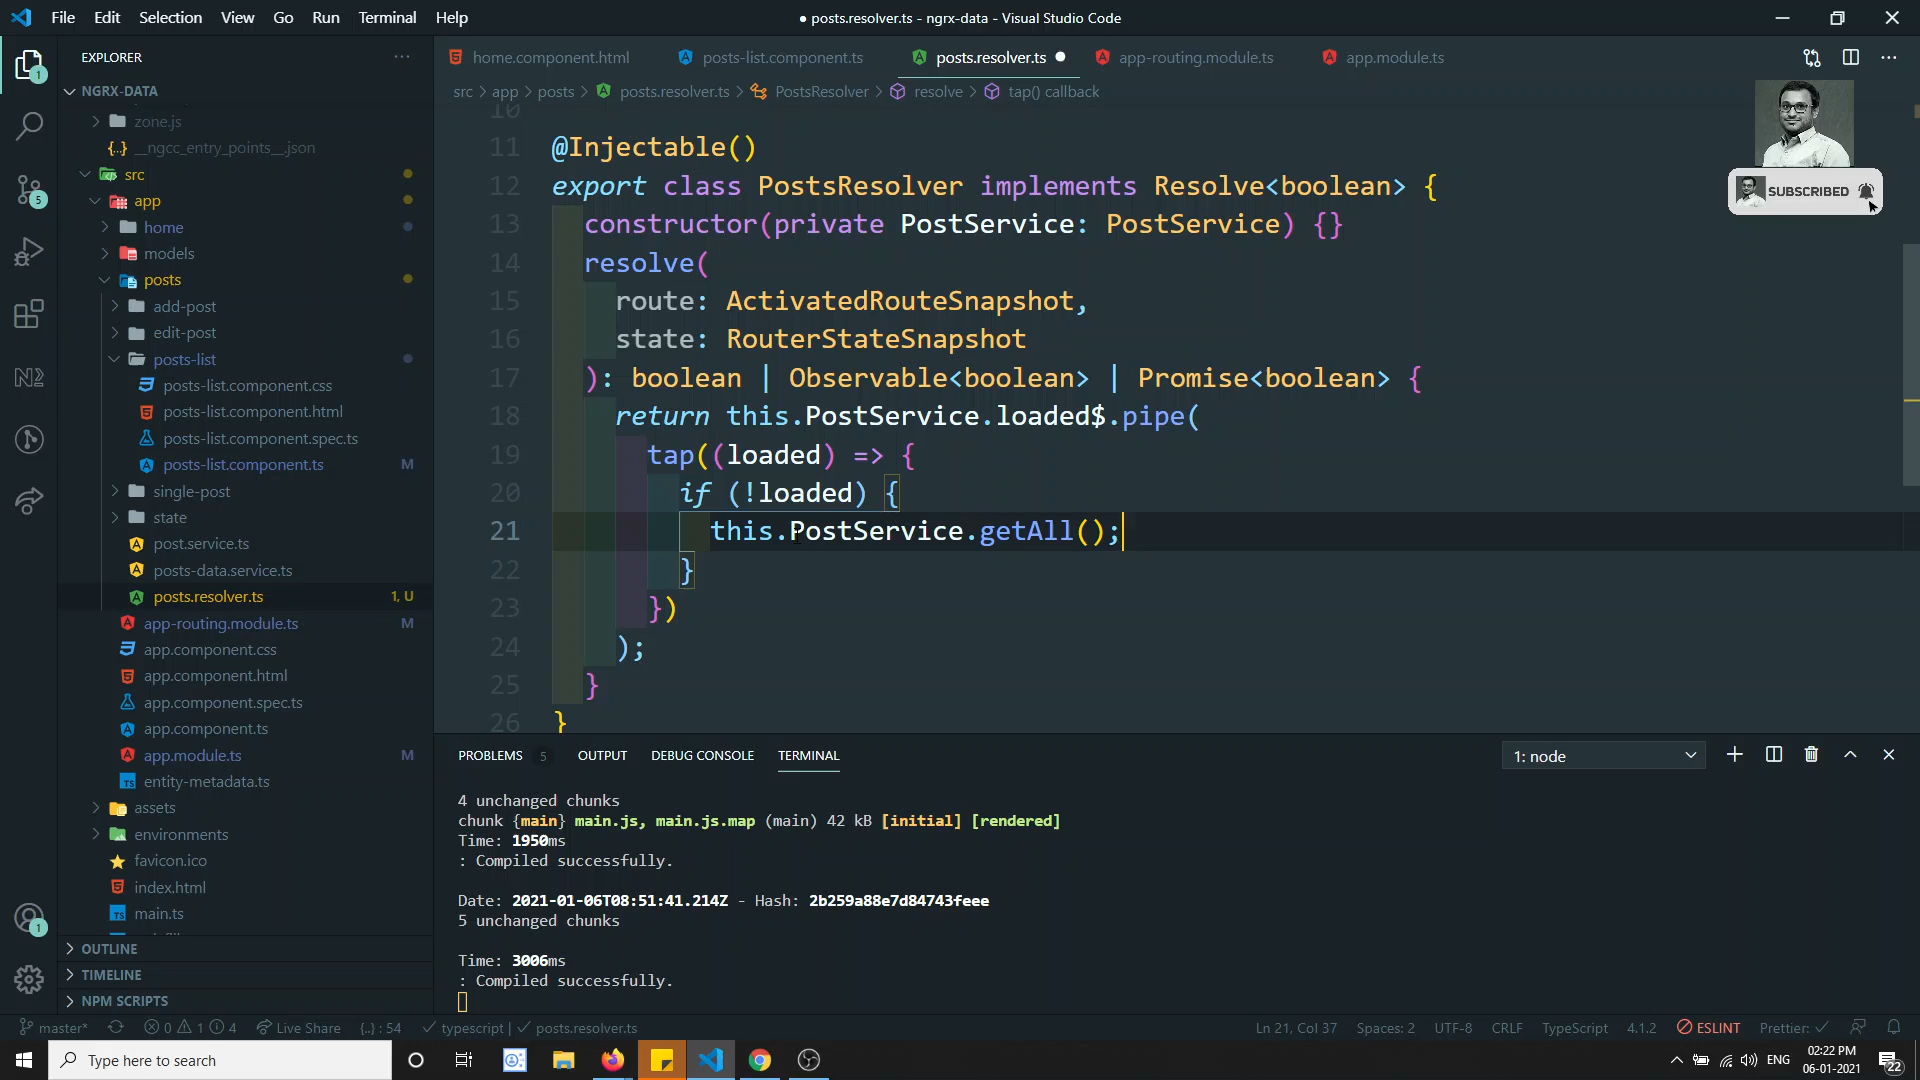 File Edit Selection View Go Run Terminal Help
● posts.resolver.ts - ngrx-data - Visual Studio Code
EXPLORER
home.component.html posts-list.component.ts posts.resolver.ts app-routing.module.ts app.module.ts
src > app > posts > posts.resolver.ts > PostsResolver > resolve > tap() callback
NGRX-DATA
zone.js
__ngcc_entry_points__.json
src
app
home
models
posts
add-post
edit-post
posts-list
posts-list.component.css
posts-list.component.html
posts-list.component.spec.ts
posts-list.component.ts M
single-post
state
post.service.ts
posts-data.service.ts
posts.resolver.ts 1, U
app-routing.module.ts M
app.component.css
app.component.html
app.component.spec.ts
app.component.ts
app.module.ts M
entity-metadata.ts
assets
environments
favicon.ico
index.html
main.ts
OUTLINE
TIMELINE
NPM SCRIPTS
10
11 @Injectable()
12 export class PostsResolver implements Resolve<boolean> {
13 constructor(private PostService: PostService) {}
14 resolve(
15 route: ActivatedRouteSnapshot,
16 state: RouterStateSnapshot
17 ): boolean | Observable<boolean> | Promise<boolean> {
18 return this.PostService.loaded$.pipe(
19 tap((loaded) => {
20 if (!loaded) {
21 this.PostService.getAll();
22 }
23 })
24 );
25 }
26 }
SUBSCRIBED
PROBLEMS 5 OUTPUT DEBUG CONSOLE TERMINAL
1: node
4 unchanged chunks
chunk {main} main.js, main.js.map (main) 42 kB [initial] [rendered]
Time: 1950ms
: Compiled successfully.
Date: 2021-01-06T08:51:41.214Z - Hash: 2b259a88e7d84743feee
5 unchanged chunks
Time: 3006ms
: Compiled successfully.
master* 0 1 4 Live Share {..} : 54 typescript | posts.resolver.ts
Ln 21, Col 37 Spaces: 2 UTF-8 CRLF TypeScript 4.1.2 ESLINT Prettier: ✓
Type here to search
ENG
02:22 PM
06-01-2021
22